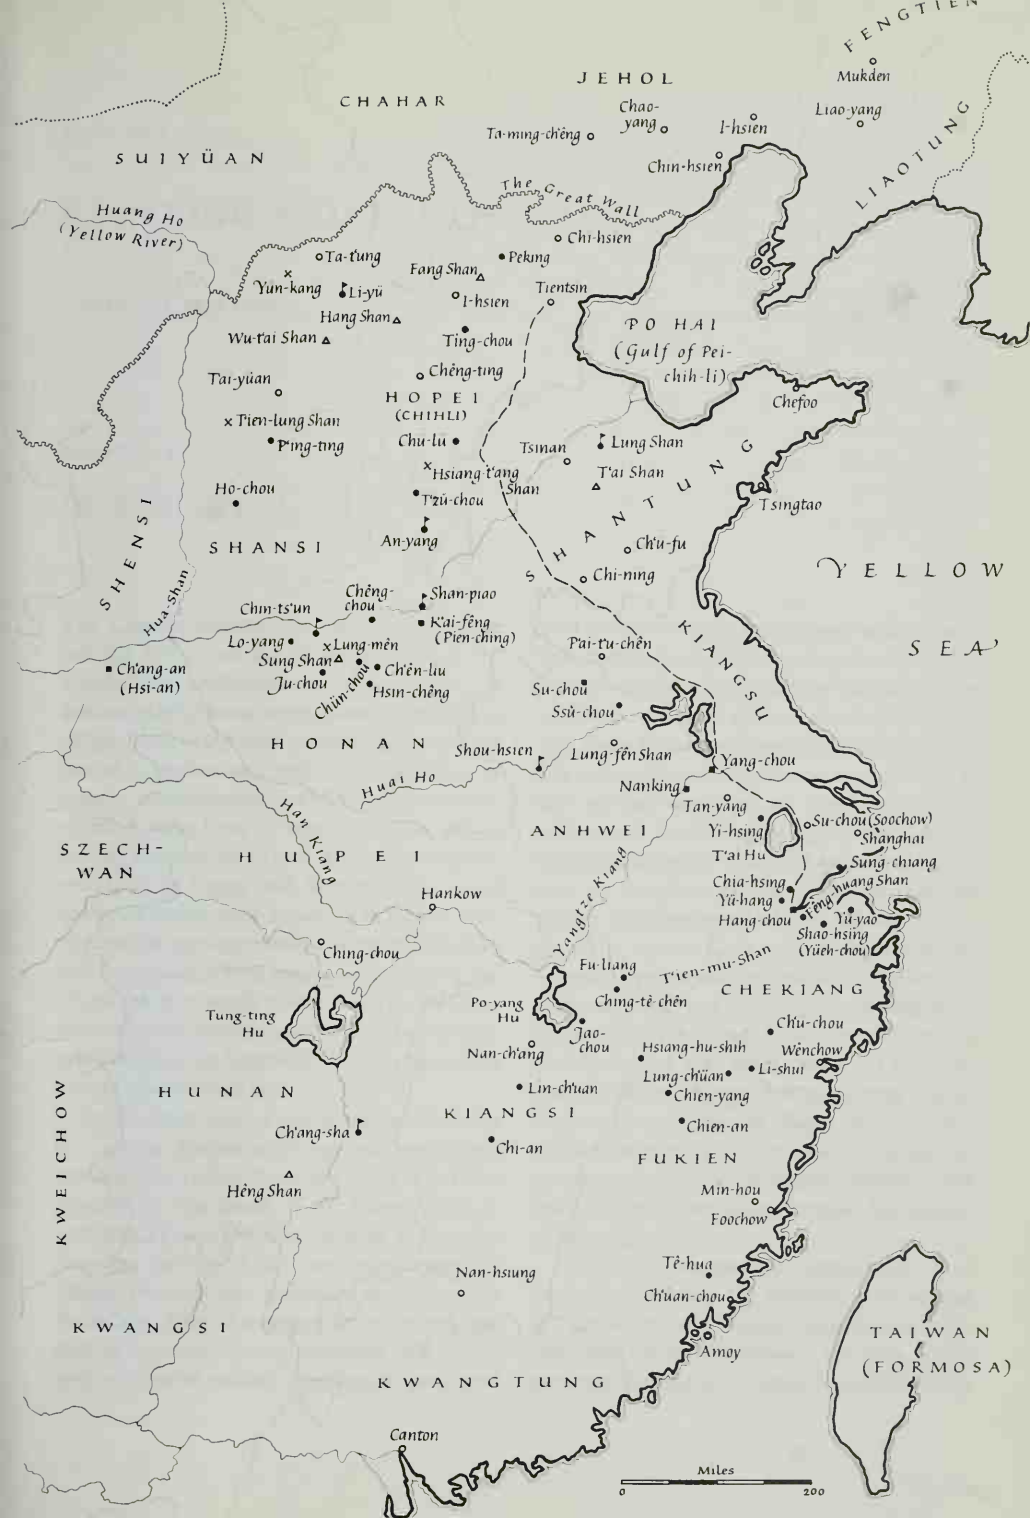 FENGTIEN
Mukden
JEHOL
CHAHAR
Chao-
yang
Liao-yang
I-hsien
Ta-ming-ch'êng
Chin-hsien
SUIYÜAN
LIAOTUNG
The Great Wall
Huang Ho
(Yellow River)
Chi-hsien
Ta-t'ung
Peking
Fang Shan
Yün-kang
Li-yü
I-hsien
Tientsin
Hang Shan
PO HAI
(Gulf of Pei-
chih-li)
Wu-t'ai Shan
Ting-chou
T'ai-yüan
Chêng-ting
HOPEI
(CHIHLI)
Chefoo
T'ien-lung Shan
P'ing-ting
Chu-lu
Tsinan
Lung Shan
Hsiang-t'ang
Shan
T'ai Shan
SHANTUNG
Ho-chou
T'zŭ-chou
Tsingtao
SHENSI
An-yang
SHANSI
Ch'u-fu
YELLOW
SEA
Chi-ning
Hua-Shan
Chêng-
chou
Shan-piao
Chin-ts'un
K'ai-fêng
(Pien-ching)
KIANGSU
Lo-yang
Lung-mên
P'ai-t'u-chên
Ch'ang-an
(Hsi-an)
Sung Shan
Ch'ên-liu
Ju-chou
Chün-chou
Hsin-chêng
Su-chou
Ssŭ-chou
HONAN
Shou-hsien
Lung-fên Shan
Yang-chou
Huai Ho
Nanking
Tan-yang
Han Kiang
ANHWEI
Yi-hsing
Su-chou (Soochow)
Shanghai
SZECH-
WAN
HUPEI
T'ai Hu
Sung-chiang
Yangtze Kiang
Chia-hsing
Fêng-huang Shan
Hankow
Yü-hang
Hang-chou
Yü-yao
Shao-hsing
(Yüeh-chou)
Ching-chou
T'ien-mu-Shan
Fu-liang
Ching-tê-chên
CHEKIANG
Po-yang
Hu
Tung-ting
Hu
Jao-
chou
Ch'u-chou
Nan-ch'ang
Hsiang-hu-shih
Wênchow
Lung-ch'üan
Li-shui
HUNAN
Lin-ch'uan
Chien-yang
KWEICHOW
KIANGSI
Ch'ang-sha
Chien-an
Chi-an
FUKIEN
Hêng Shan
Min-hou
Foochow
Tê-hua
Nan-hsiung
Ch'uan-chou
KWANGSI
Amoy
TAIWAN
(FORMOSA)
KWANGTUNG
Canton
Miles
0 200